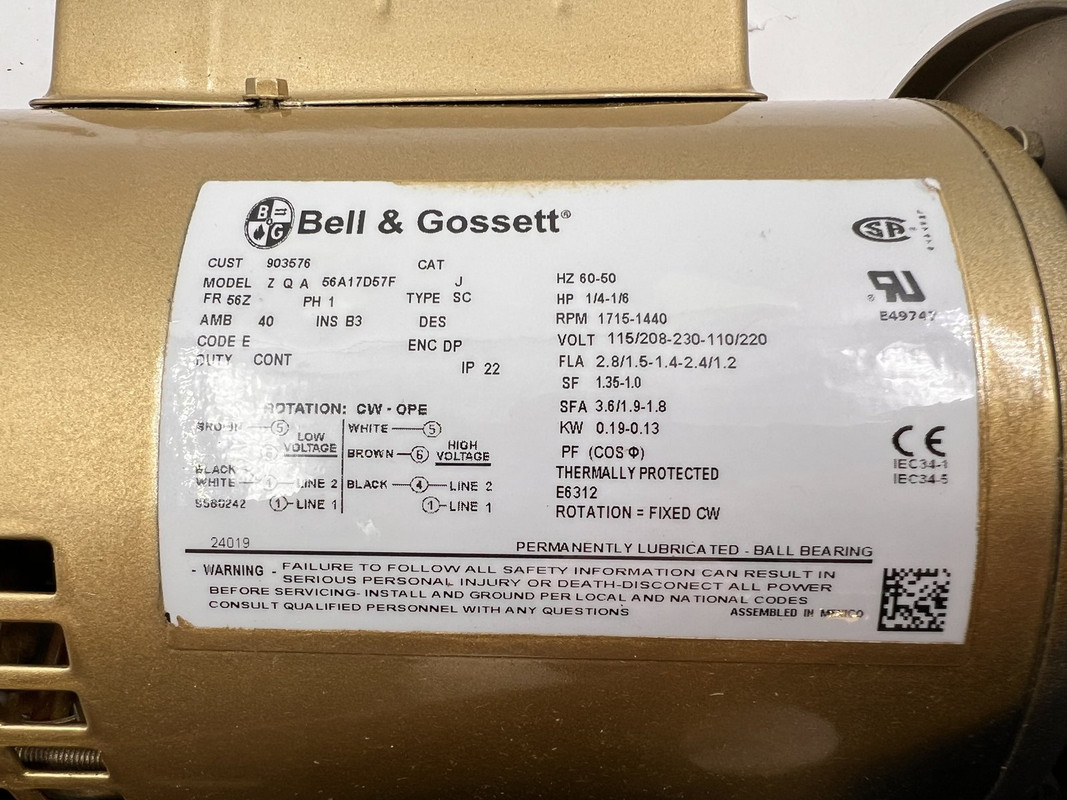 B G Bell & Gossett®
CUST 903576 CAT
MODEL Z Q A 56A17D57F J
FR 56Z PH 1 TYPE SC
AMB 40 INS B3 DES
CODE E ENC DP
DUTY CONT IP 22
HZ 60-50
HP 1/4-1/6
RPM 1715-1440
VOLT 115/208-230-110/220
FLA 2.8/1.5-1.4-2.4/1.2
SF 1.35-1.0
SFA 3.6/1.9-1.8
KW 0.19-0.13
PF (COS Φ)
THERMALLY PROTECTED
E6312
ROTATION = FIXED CW
ROTATION: CW - OPE
BROWN 5 LOW VOLTAGE
BLACK
WHITE 4 LINE 2
1 LINE 1
WHITE 5
BROWN 6 HIGH VOLTAGE
BLACK 4 LINE 2
1 LINE 1
SA
E49747
CE
IEC34-1
IEC34-5
24019
PERMANENTLY LUBRICATED - BALL BEARING
- WARNING - FAILURE TO FOLLOW ALL SAFETY INFORMATION CAN RESULT IN
SERIOUS PERSONAL INJURY OR DEATH-DISCONECT ALL POWER
BEFORE SERVICING- INSTALL AND GROUND PER LOCAL AND NATIONAL CODES
CONSULT QUALIFIED PERSONNEL WITH ANY QUESTIONS
ASSEMBLED IN MEXICO